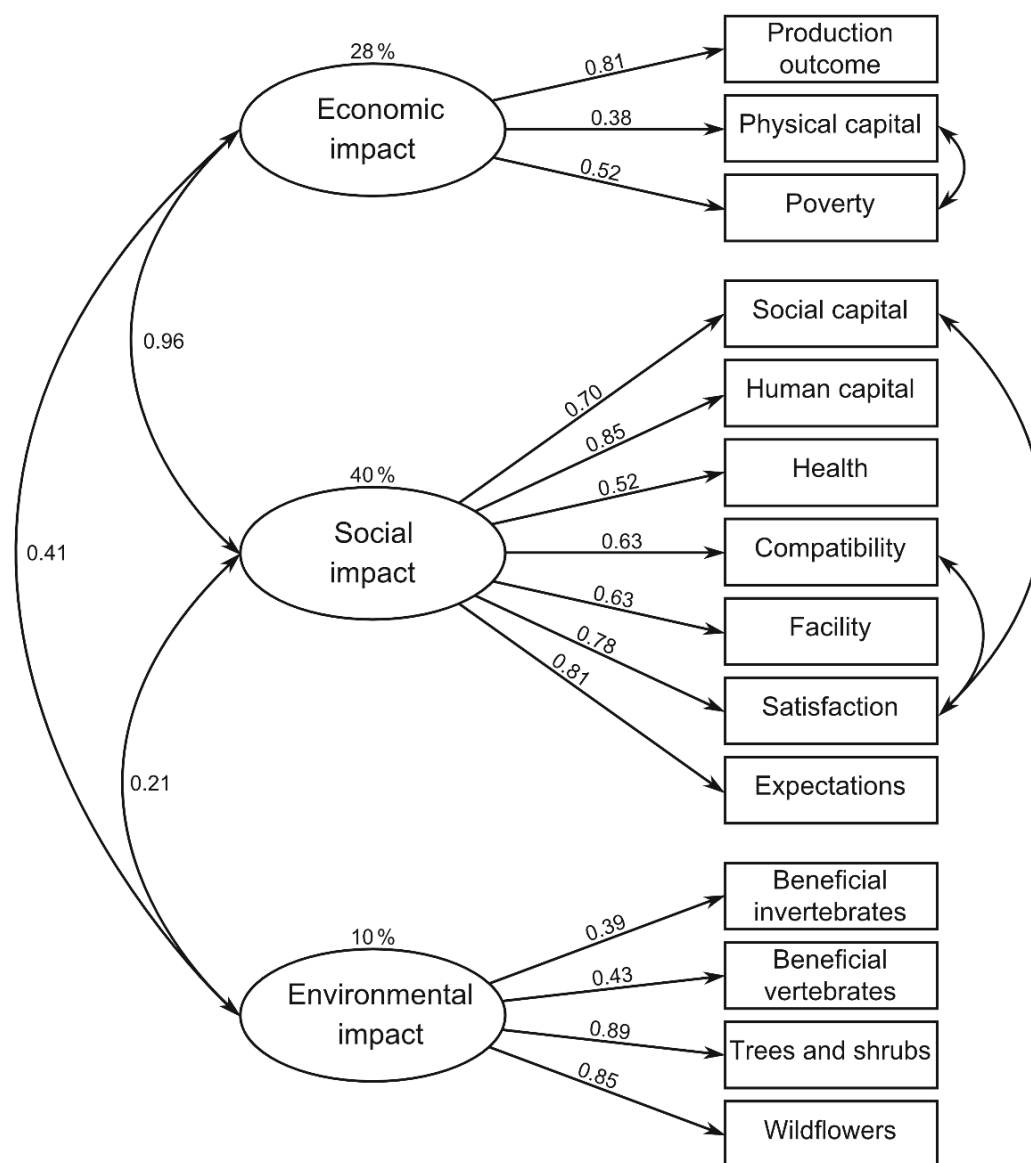 28 %
Economic
impact
0.81
0.38
0.52
Production
outcome
Physical capital
Poverty
0.96
0.41
40 %
Social
impact
0.70
0.85
0.52
0.63
0.63
0.78
0.81
Social capital
Human capital
Health
Compatibility
Facility
Satisfaction
Expectations
0.21
10 %
Environmental
impact
0.39
0.43
0.89
0.85
Beneficial
invertebrates
Beneficial
vertebrates
Trees and shrubs
Wildflowers